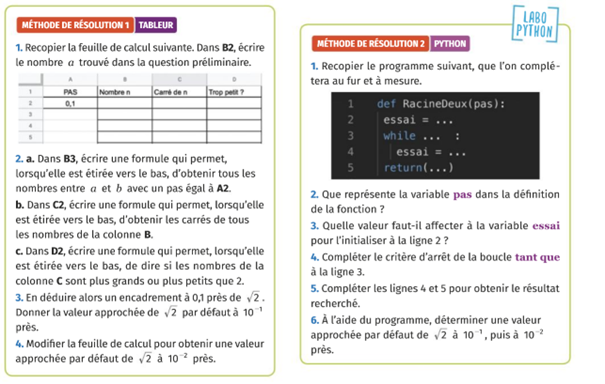 MÉTHODE DE RÉSOLUTION 1 TABLEUR
1. Recopier la feuille de calcul suivante. Dans B2, écrire
le nombre a trouvé dans la question préliminaire.
A B C D
1 PAS Nombre n Carré de n Trop petit ?
2 0,1
3
4
5
2. a. Dans B3, écrire une formule qui permet,
lorsqu'elle est étirée vers le bas, d'obtenir tous les
nombres entre a et b avec un pas égal à A2.
b. Dans C2, écrire une formule qui permet, lorsqu'elle
est étirée vers le bas, d'obtenir les carrés de tous
les nombres de la colonne B.
c. Dans D2, écrire une formule qui permet, lorsqu'elle
est étirée vers le bas, de dire si les nombres de la
colonne C sont plus grands ou plus petits que 2.
3. En déduire alors un encadrement à 0,1 près de √2.
Donner la valeur approchée de √2 par défaut à 10⁻¹
près.
4. Modifier la feuille de calcul pour obtenir une valeur
approchée par défaut de √2 à 10⁻² près.
LABO
PYTHON
MÉTHODE DE RÉSOLUTION 2 PYTHON
1. Recopier le programme suivant, que l'on complé-
tera au fur et à mesure.
1 def RacineDeux(pas):
2 essai = ...
3 while ... :
4 essai = ...
5 return(...)
2. Que représente la variable pas dans la définition
de la fonction ?
3. Quelle valeur faut-il affecter à la variable essai
pour l'initialiser à la ligne 2 ?
4. Compléter le critère d'arrêt de la boucle tant que
à la ligne 3.
5. Compléter les lignes 4 et 5 pour obtenir le résultat
recherché.
6. À l'aide du programme, déterminer une valeur
approchée par défaut de √2 à 10⁻¹, puis à 10⁻²
près.